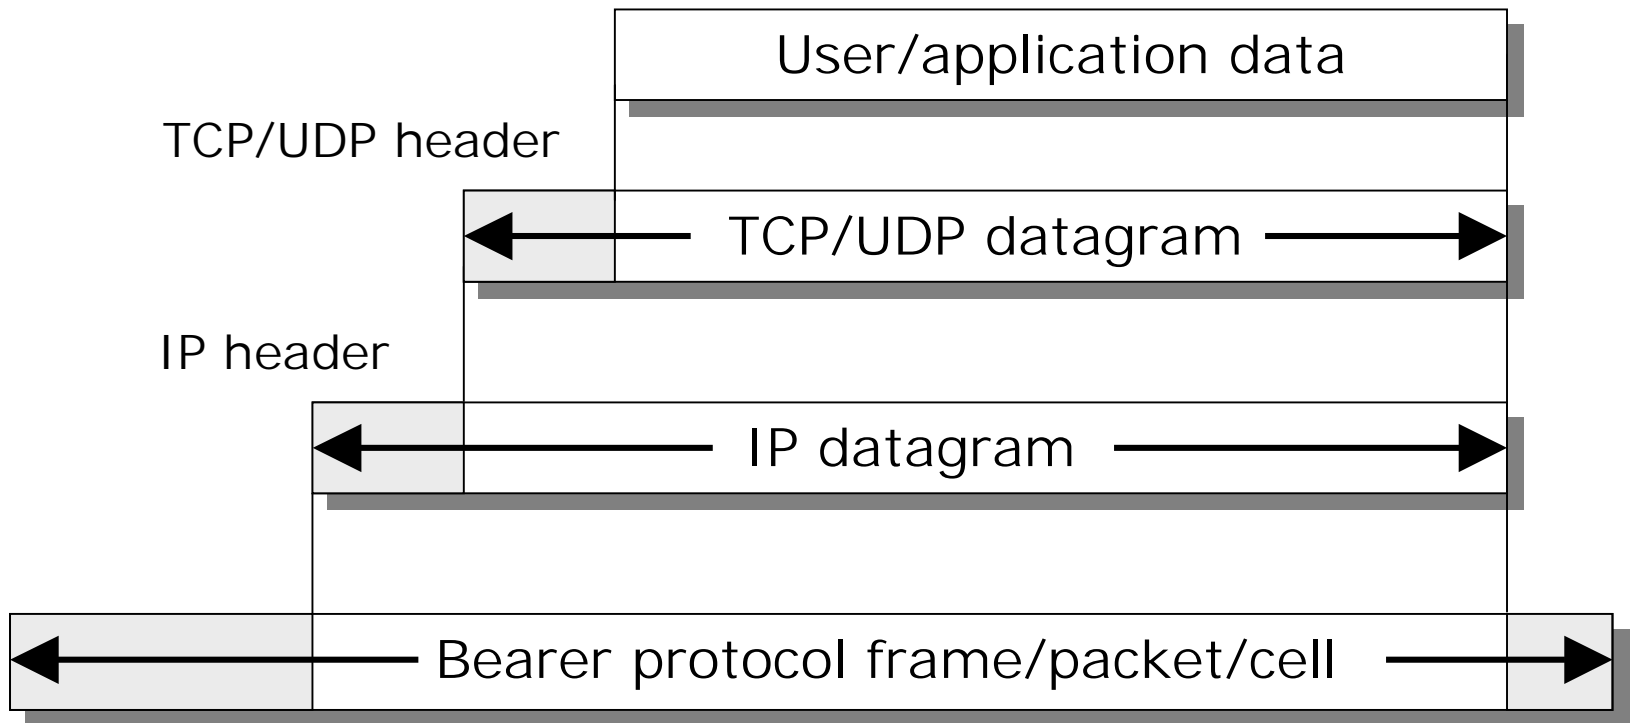 User/application data
TCP/UDP header
TCP/UDP datagram
IP header
IP datagram
Bearer protocol frame/packet/cell